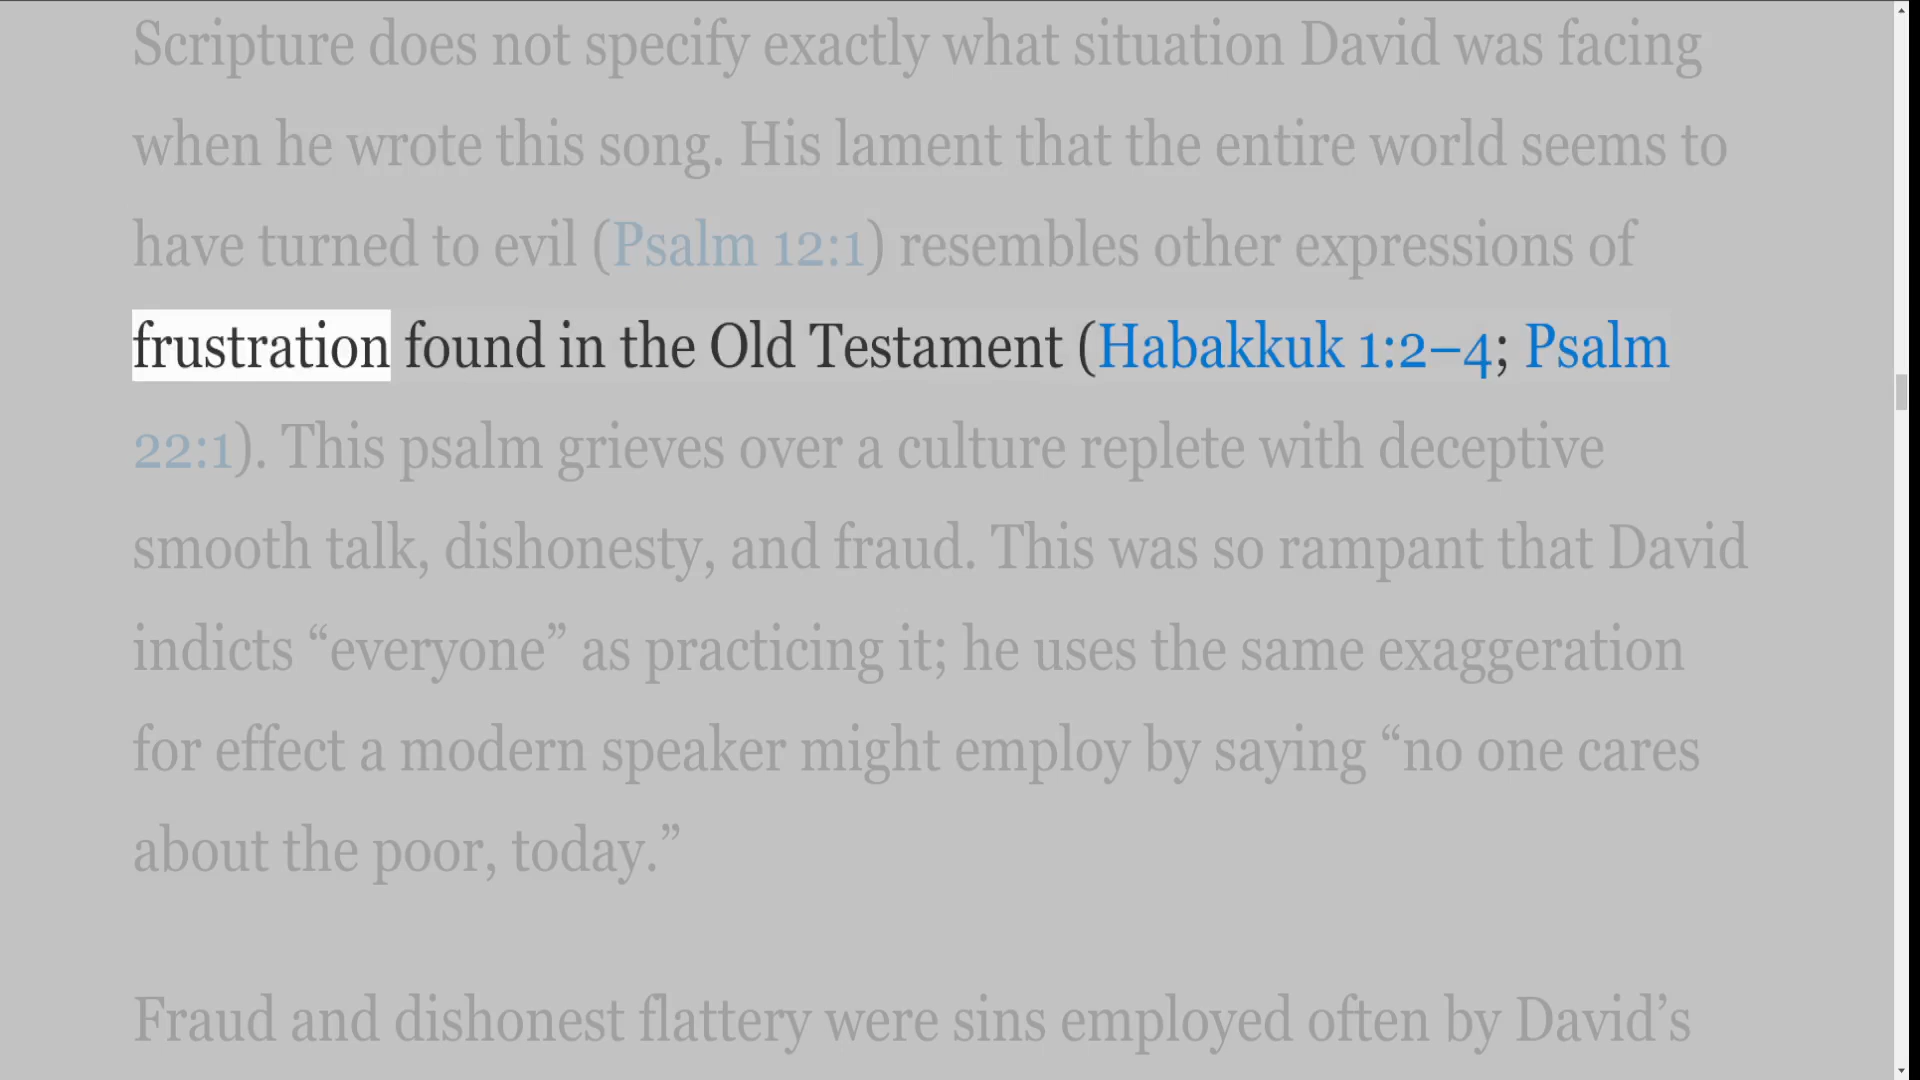 Scripture does not specify exactly what situation David was facing
when he wrote this song. His lament that the entire world seems to
have turned to evil (Psalm 12:1) resembles other expressions of
frustration found in the Old Testament (Habakkuk 1:2–4; Psalm
22:1). This psalm grieves over a culture replete with deceptive
smooth talk, dishonesty, and fraud. This was so rampant that David
indicts “everyone” as practicing it; he uses the same exaggeration
for effect a modern speaker might employ by saying “no one cares
about the poor, today.”
Fraud and dishonest flattery were sins employed often by David’s